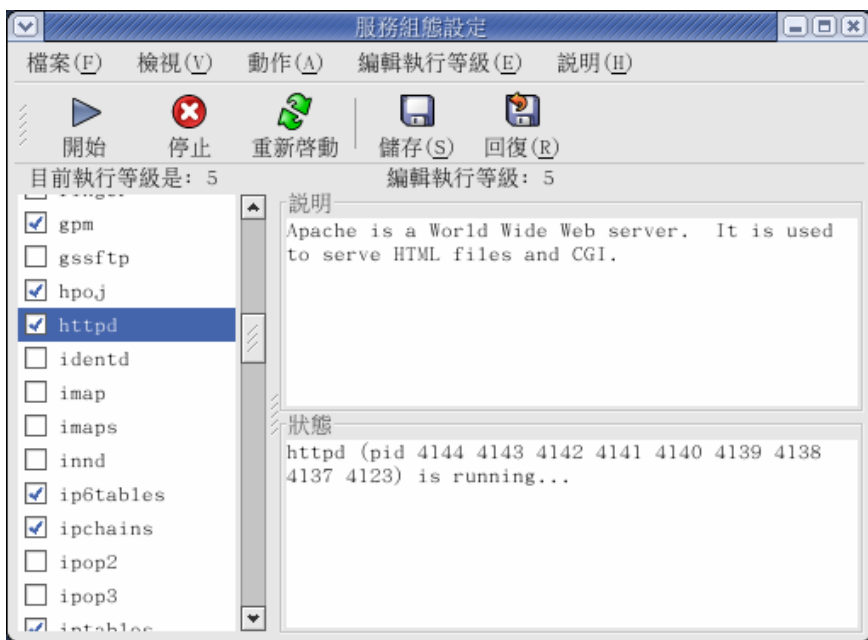 服務組態設定
檔案(F) 檢視(V) 動作(A) 編輯執行等級(E) 説明(H)
開始 停止 重新啓動 儲存(S) 回復(R)
目前執行等級是: 5 編輯執行等級: 5
gpm
gssftp
hpoj
httpd
identd
imap
imaps
innd
ip6tables
ipchains
ipop2
ipop3
iptables
説明
Apache is a World Wide Web server. It is used
to serve HTML files and CGI.
狀態
httpd (pid 4144 4143 4142 4141 4140 4139 4138
4137 4123) is running...